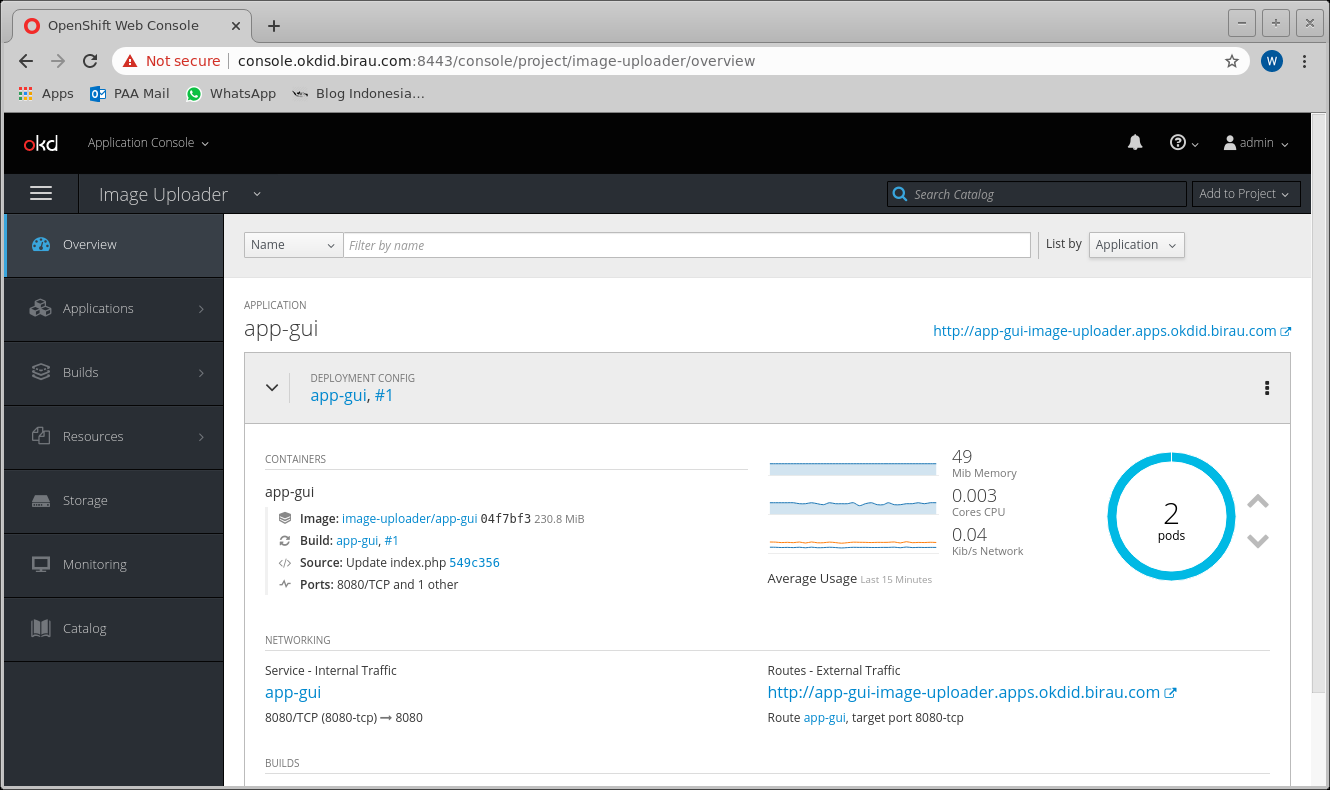 OpenShift Web Console
Not secure console.okdid.birau.com:8443/console/project/image-uploader/overview W
Apps PAA Mail WhatsApp Blog Indonesia...
okd Application Console admin
Image Uploader Search Catalog Add to Project
Overview
Applications
Builds
Resources
Storage
Monitoring
Catalog
Name Filter by name List by Application
APPLICATION
app-gui http://app-gui-image-uploader.apps.okdid.birau.com
DEPLOYMENT CONFIG
app-gui, #1
CONTAINERS
app-gui
Image: image-uploader/app-gui 04f7bf3 230.8 MiB
Build: app-gui, #1
Source: Update index.php 549c356
Ports: 8080/TCP and 1 other
49
Mib Memory
0.003
Cores CPU
0.04
Kib/s Network
Average Usage Last 15 Minutes
2
pods
NETWORKING
Service - Internal Traffic
app-gui
8080/TCP (8080-tcp) → 8080
Routes - External Traffic
http://app-gui-image-uploader.apps.okdid.birau.com
Route app-gui, target port 8080-tcp
BUILDS